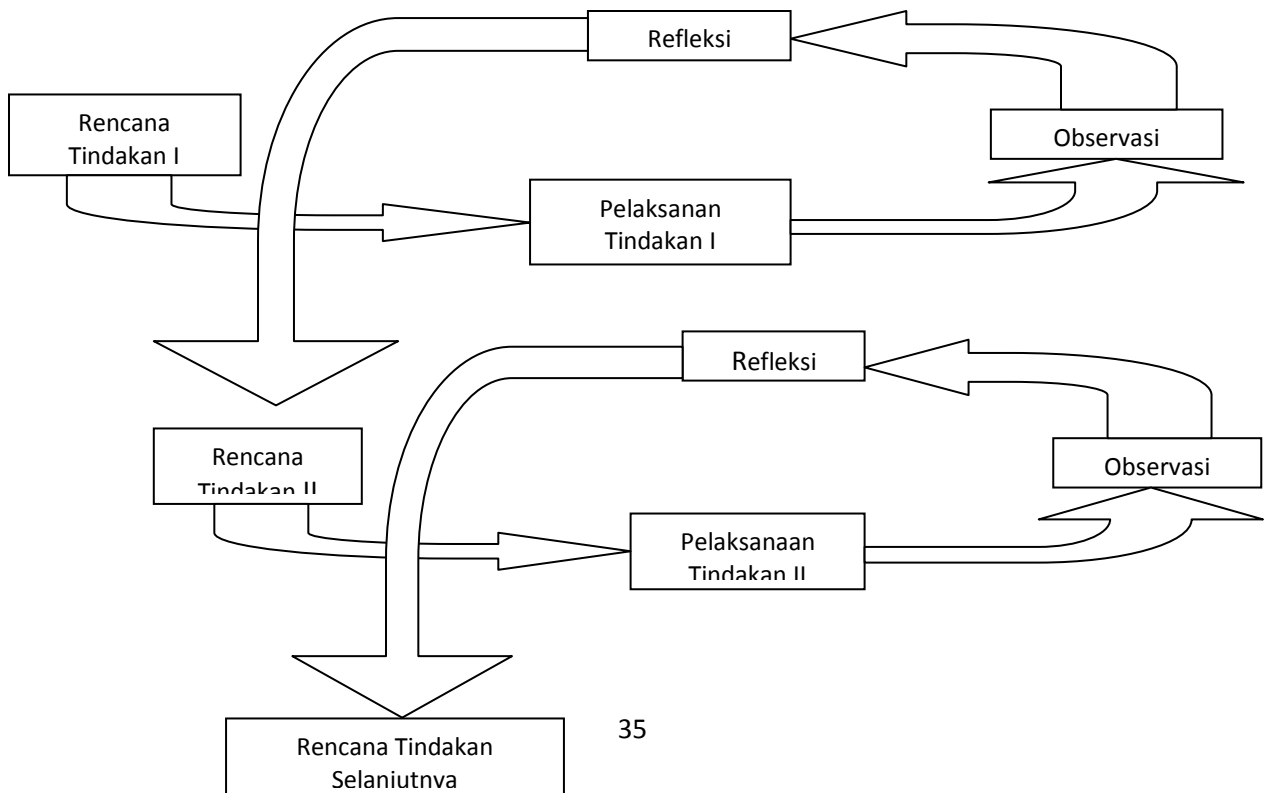 Refleksi
Rencana
Tindakan I
Observasi
Pelaksanan
Tindakan I
Refleksi
Rencana
Tindakan II
Observasi
Pelaksanaan
Tindakan II
35
Rencana Tindakan
Selanjutnya